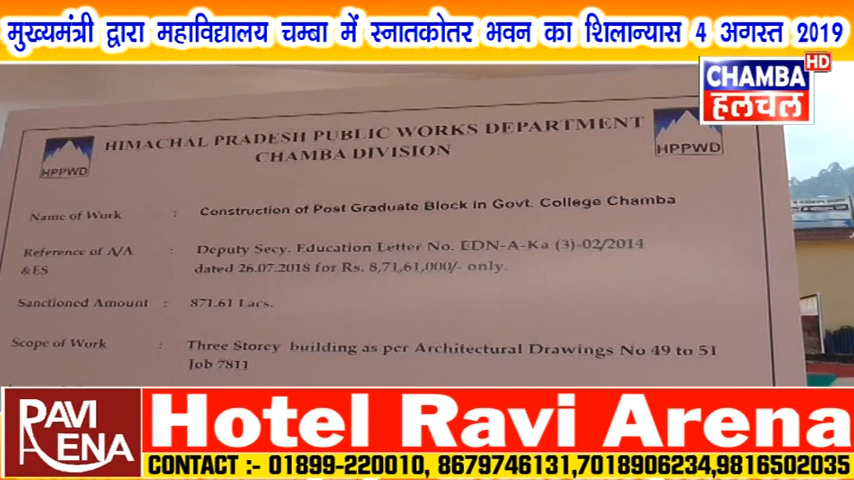 मुख्यमंत्री द्वारा महाविद्यालय चम्बा में स्नातकोतर भवन का शिलान्यास 4 अगस्त 2019
CHAMBA HD
हलचल
HIMACHAL PRADESH PUBLIC WORKS DEPARTMENT
CHAMBA DIVISION
HPPWD
HPPWD
Name of Work : Construction of Post Graduate Block in Govt. College Chamba
Reference of A/A : Deputy Secy. Education Letter No. EDN-A-Ka (3)-02/2014
&ES dated 26.07.2018 for Rs. 8,71,61,000/- only.
Sanctioned Amount : 871.61 Lacs.
Scope of Work : Three Storey building as per Architectural Drawings No 49 to 51
Job 7811
RAVI ARENA
Hotel Ravi Arena
CONTACT :- 01899-220010, 8679746131,7018906234,9816502035